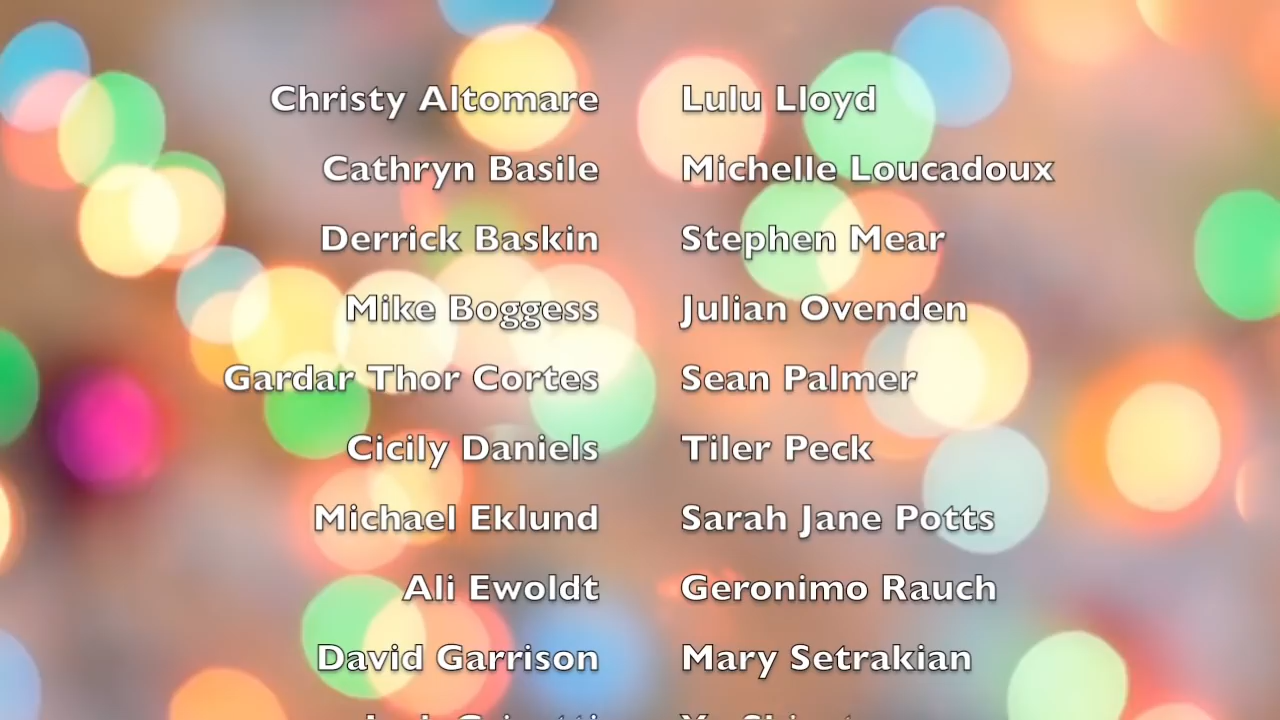 Christy Altomare Lulu Lloyd
Cathryn Basile Michelle Loucadoux
Derrick Baskin Stephen Mear
Mike Boggess Julian Ovenden
Gardar Thor Cortes Sean Palmer
Cicily Daniels Tiler Peck
Michael Eklund Sarah Jane Potts
Ali Ewoldt Geronimo Rauch
David Garrison Mary Setrakian